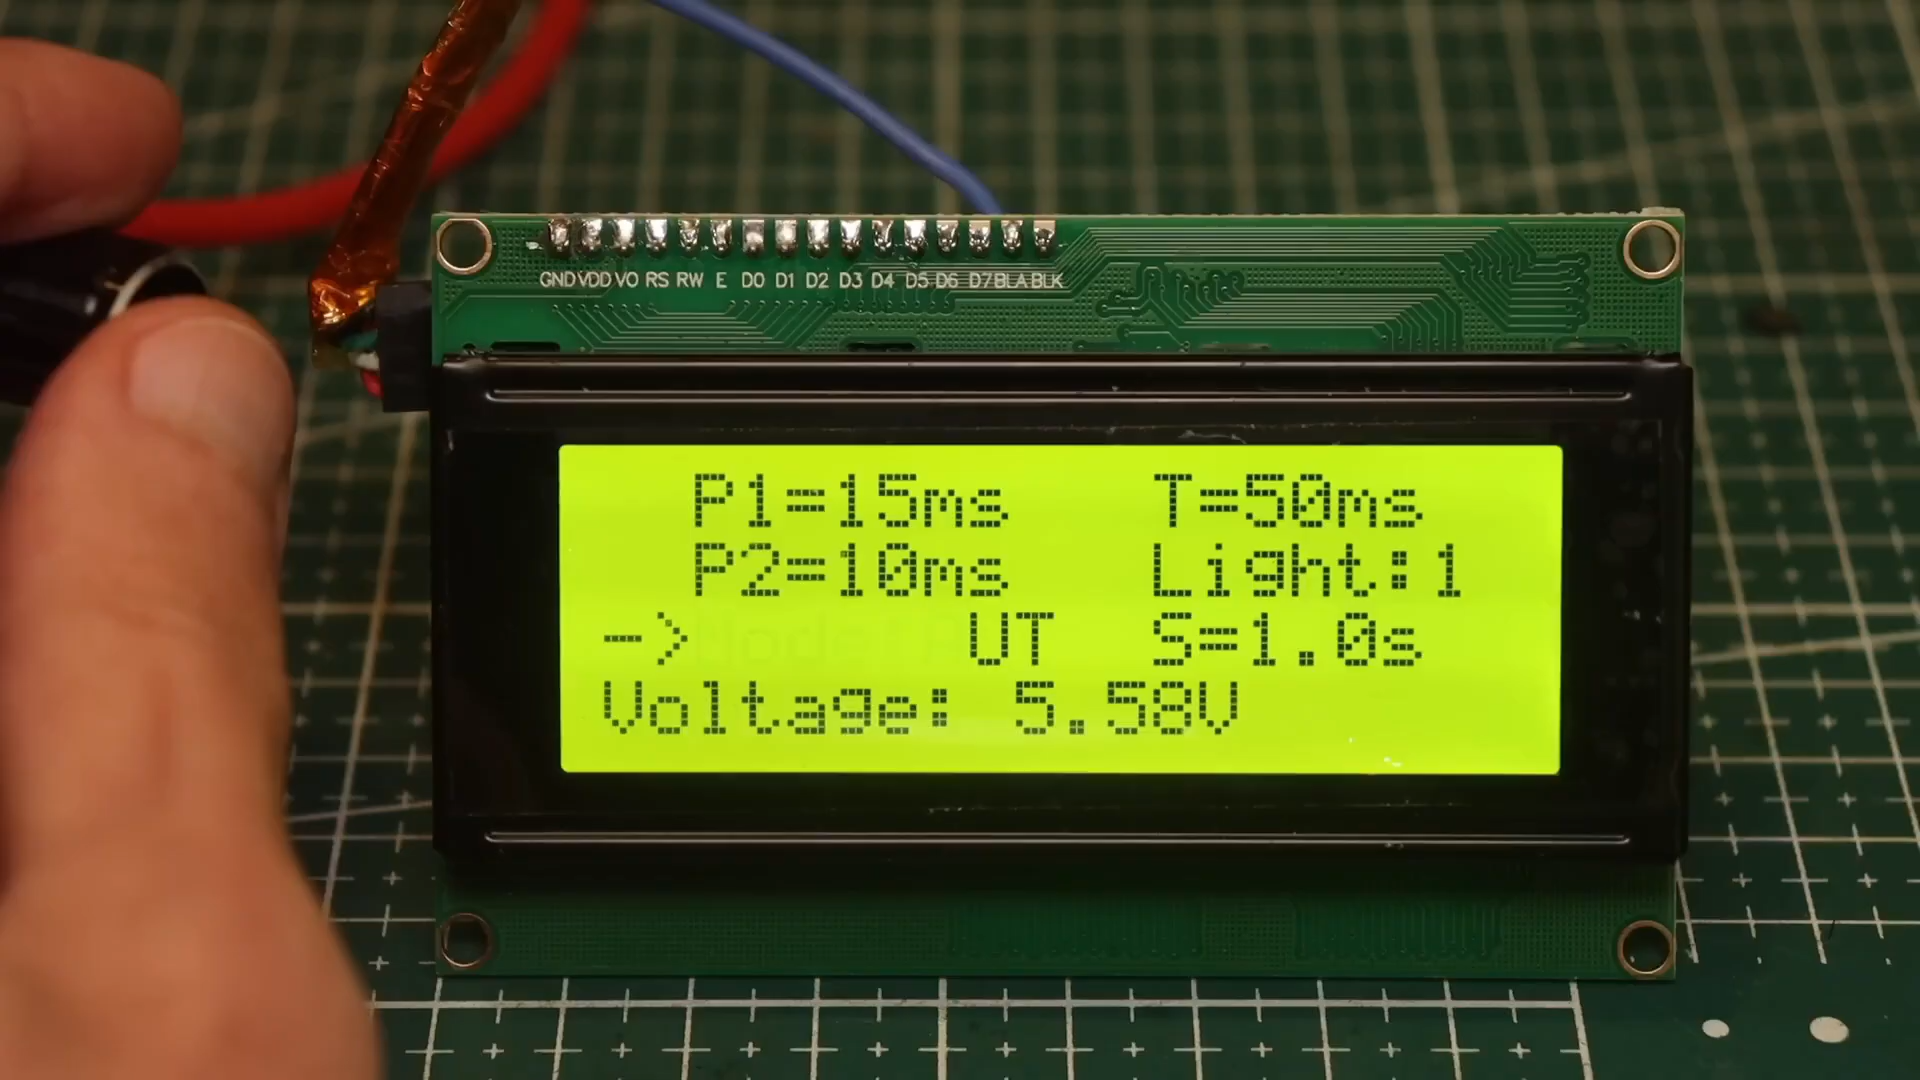 GND VDD VO RS RW E D0 D1 D2 D3 D4 D5 D6 D7 BLA BLK
P1=15ms T=50ms
P2=10ms Light:1
-> UT S=1.0s
Voltage: 5.58V